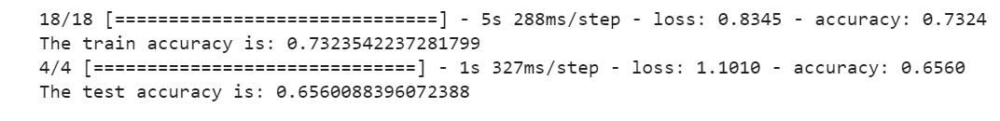 18/18 [==============================] - 5s 288ms/step - loss: 0.8345 - accuracy: 0.7324
The train accuracy is: 0.7323542237281799
4/4 [==============================] - 1s 327ms/step - loss: 1.1010 - accuracy: 0.6560
The test accuracy is: 0.6560088396072388